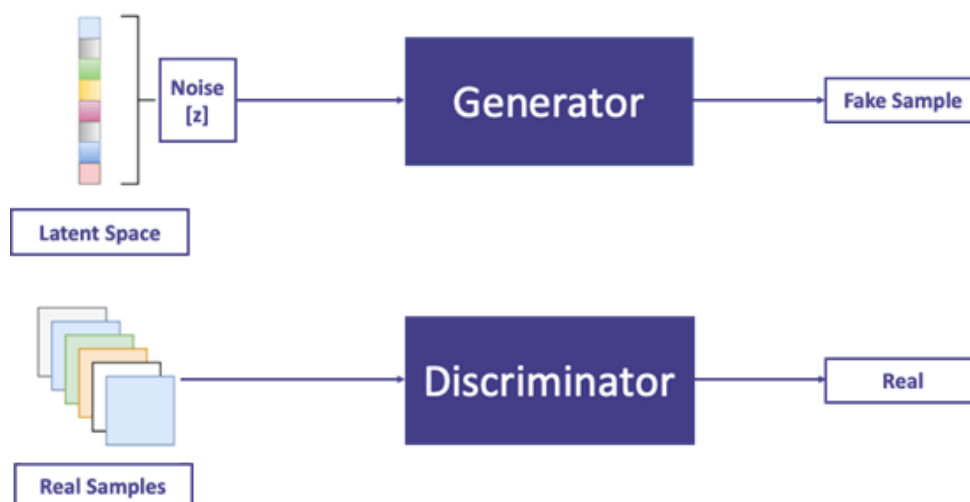 Noise
[z]
Generator
Fake Sample
Latent Space
Discriminator
Real
Real Samples